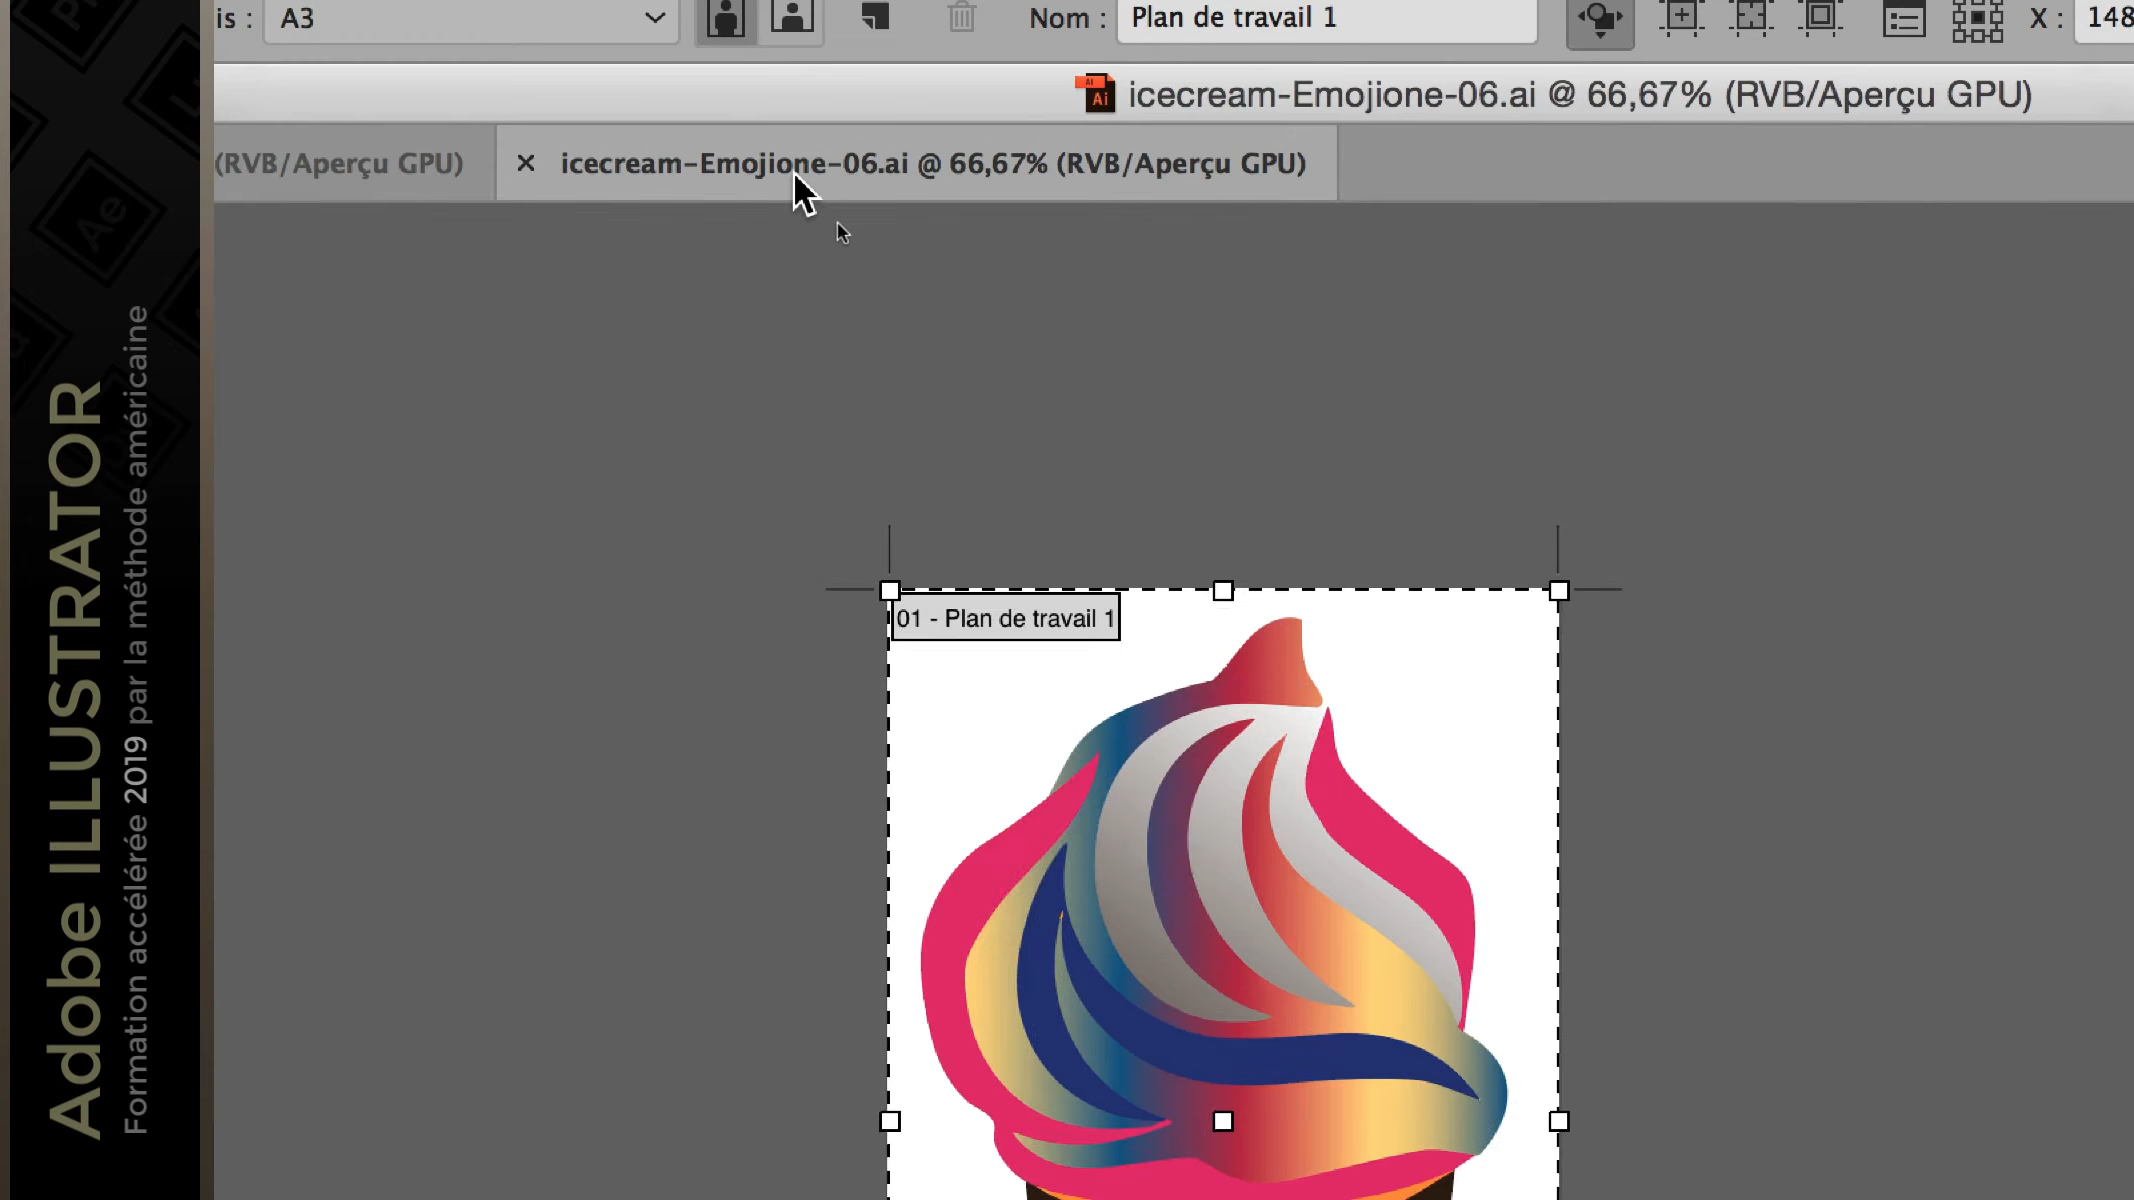 is : A3
Nom : Plan de travail 1
X : 148
Ai icecream-Emojione-06.ai @ 66,67% (RVB/Aperçu GPU)
(RVB/Aperçu GPU)
× icecream-Emojione-06.ai @ 66,67% (RVB/Aperçu GPU)
01 - Plan de travail 1
Adobe ILLUSTRATOR
Formation accélérée 2019 par la méthode américaine
Ae